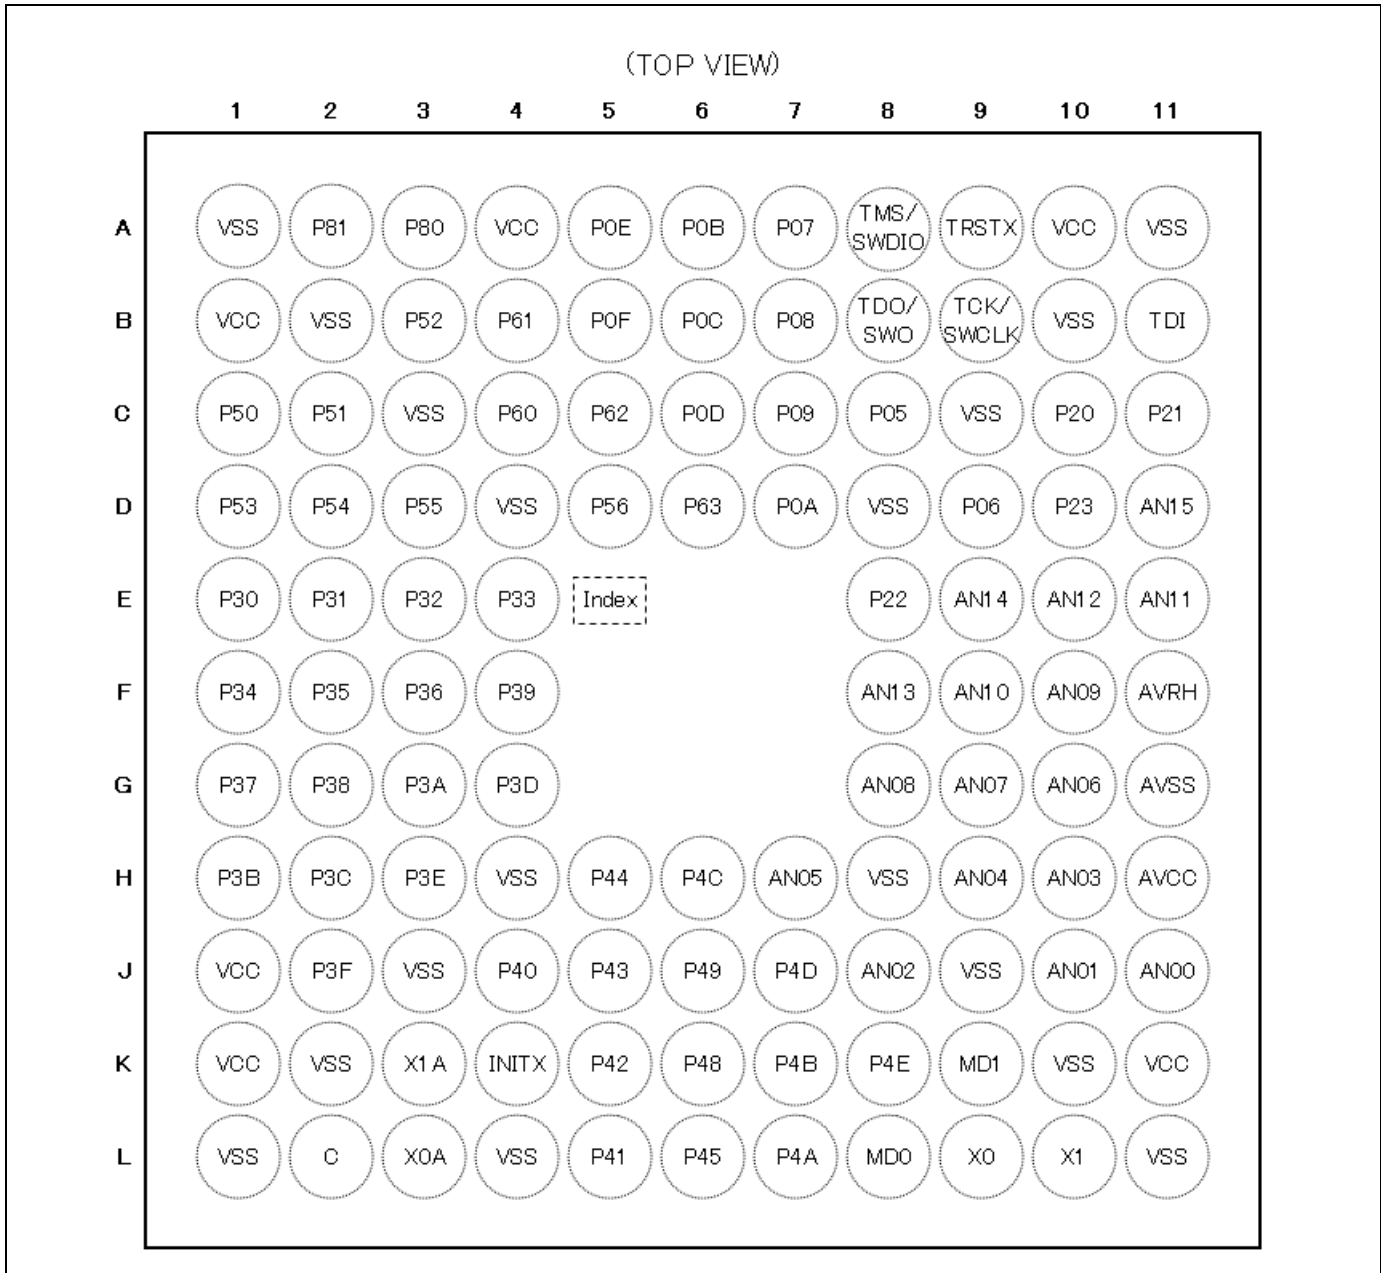 (TOP VIEW)
1 2 3 4 5 6 7 8 9 10 11
A VSS P81 P80 VCC P0E P0B P07 TMS/SWDIO TRSTX VCC VSS
B VCC VSS P52 P61 P0F P0C P08 TDO/SWO TCK/SWCLK VSS TDI
C P50 P51 VSS P60 P62 P0D P09 P05 VSS P20 P21
D P53 P54 P55 VSS P56 P63 P0A VSS P06 P23 AN15
E P30 P31 P32 P33 Index P22 AN14 AN12 AN11
F P34 P35 P36 P39 AN13 AN10 AN09 AVRH
G P37 P38 P3A P3D AN08 AN07 AN06 AVSS
H P3B P3C P3E VSS P44 P4C AN05 VSS AN04 AN03 AVCC
J VCC P3F VSS P40 P43 P49 P4D AN02 VSS AN01 AN00
K VCC VSS X1A INITX P42 P48 P4B P4E MD1 VSS VCC
L VSS C X0A VSS P41 P45 P4A MD0 X0 X1 VSS